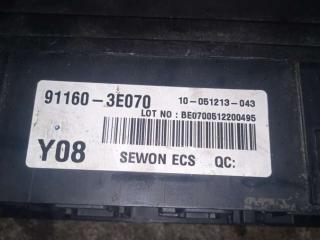 91160-3E070 10-051213-043
LOT NO : BE0700512200495
Y08 SEWON ECS QC: